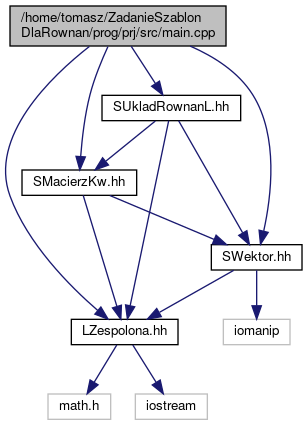 /home/tomasz/ZadanieSzablon
DlaRownan/prog/prj/src/main.cpp
SUkladRownanL.hh
SMacierzKw.hh
SWektor.hh
LZespolona.hh
iomanip
math.h
iostream